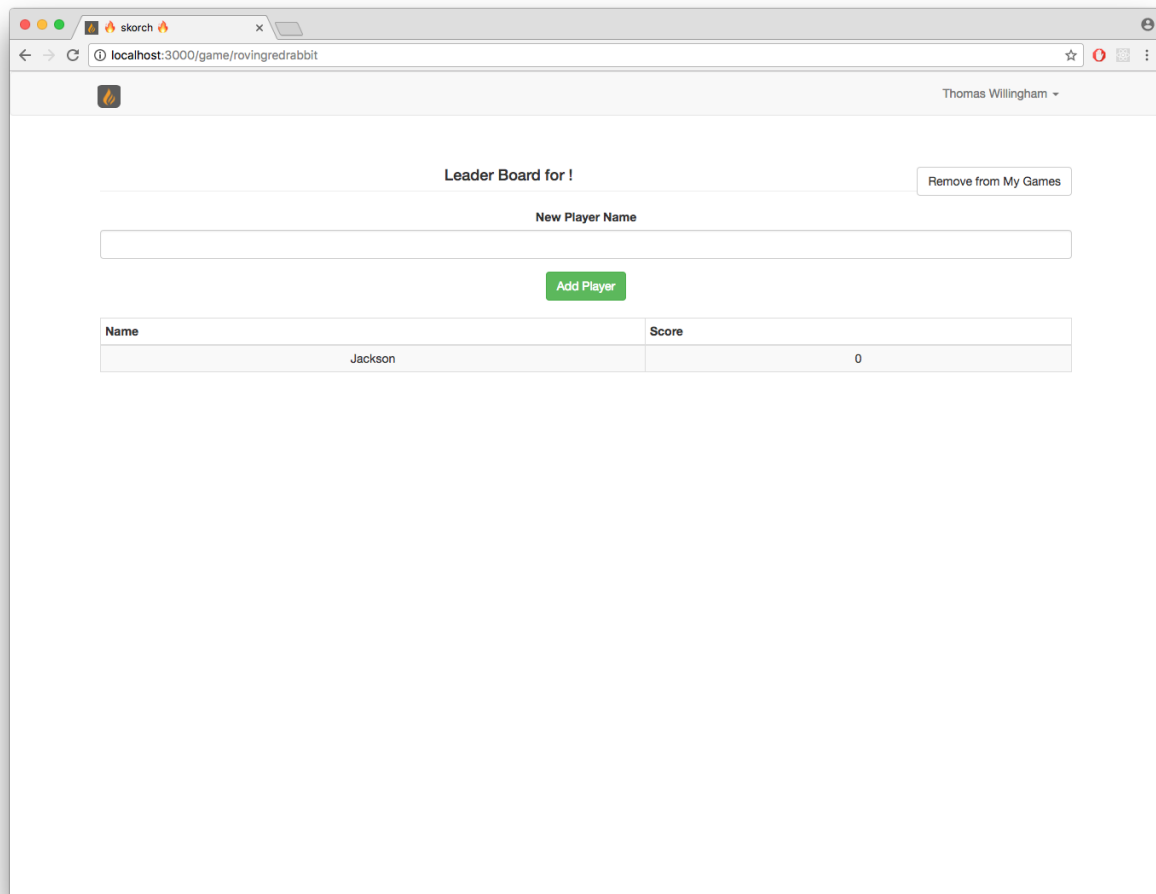 🔥 skorch 🔥
localhost:3000/game/rovingredrabbit
Thomas Willingham
Leader Board for !
Remove from My Games
New Player Name
Add Player
Name Score
Jackson 0